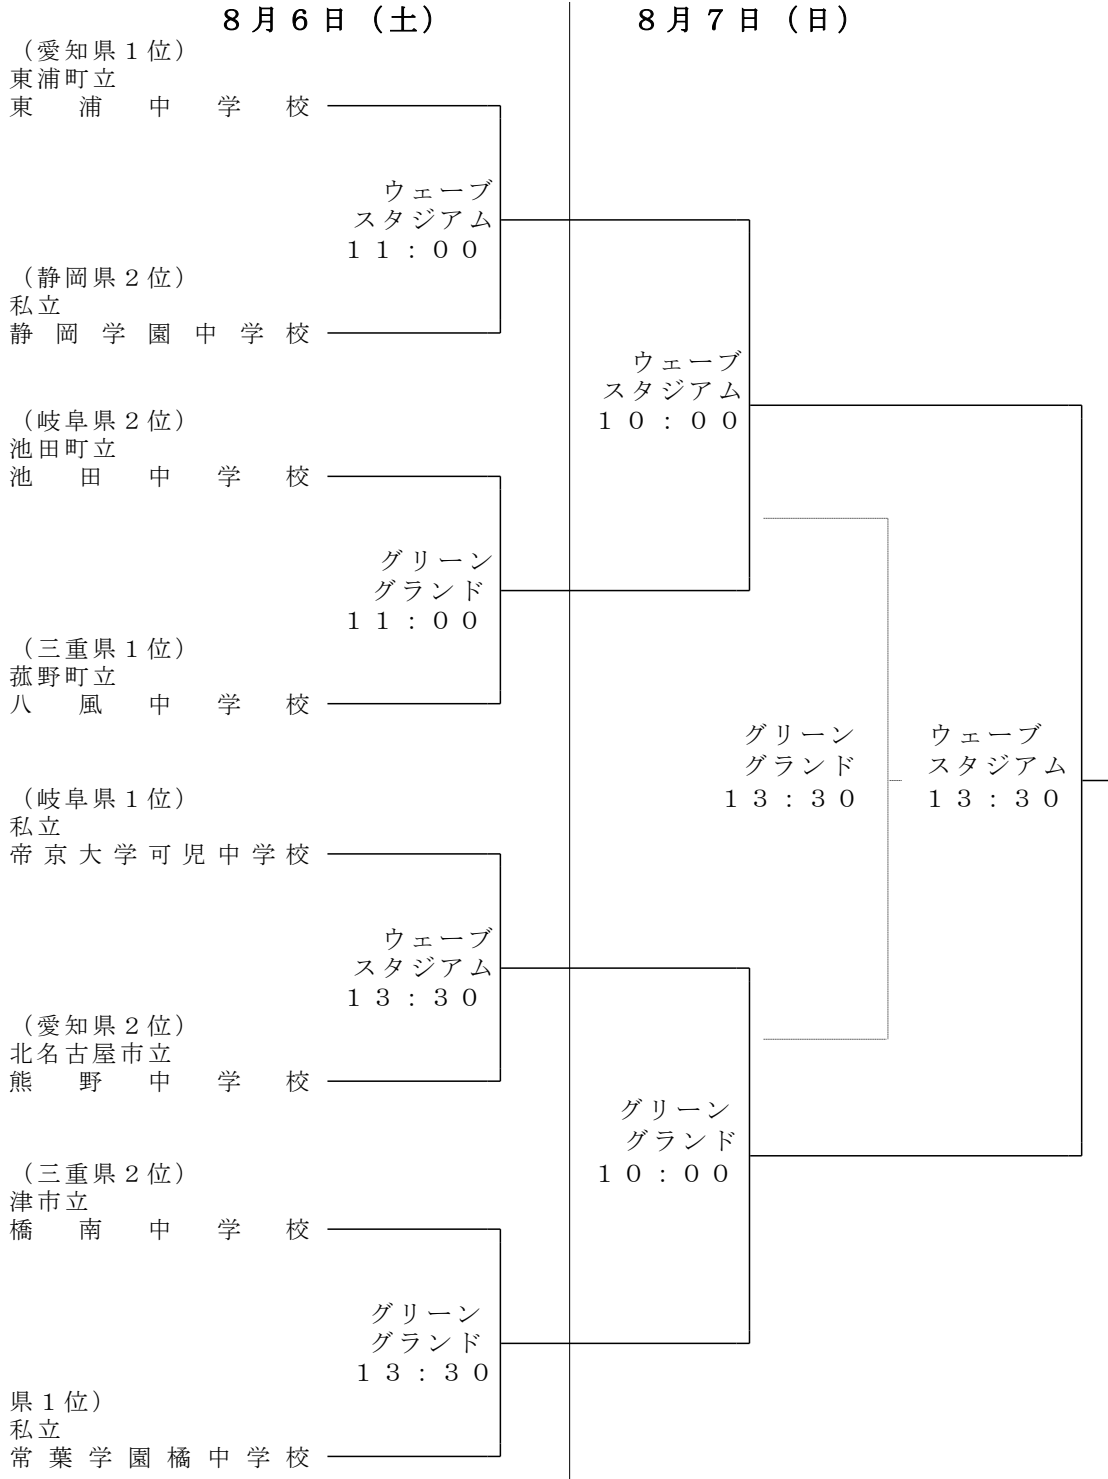 8月6日（土）
8月7日（日）
（愛知県１位）
東浦町立
東浦中学校
ウェーブ
スタジアム
１１：００
（静岡県２位）
私立
静岡学園中学校
ウェーブ
スタジアム
１０：００
（岐阜県２位）
池田町立
池田中学校
グリーン
グランド
１１：００
（三重県１位）
菰野町立
八風中学校
グリーン
グランド
１３：３０
ウェーブ
スタジアム
１３：３０
（岐阜県１位）
私立
帝京大学可児中学校
ウェーブ
スタジアム
１３：３０
（愛知県２位）
北名古屋市立
熊野中学校
グリーン
グランド
１０：００
（三重県２位）
津市立
橋南中学校
グリーン
グランド
１３：３０
県１位）
私立
常葉学園橘中学校